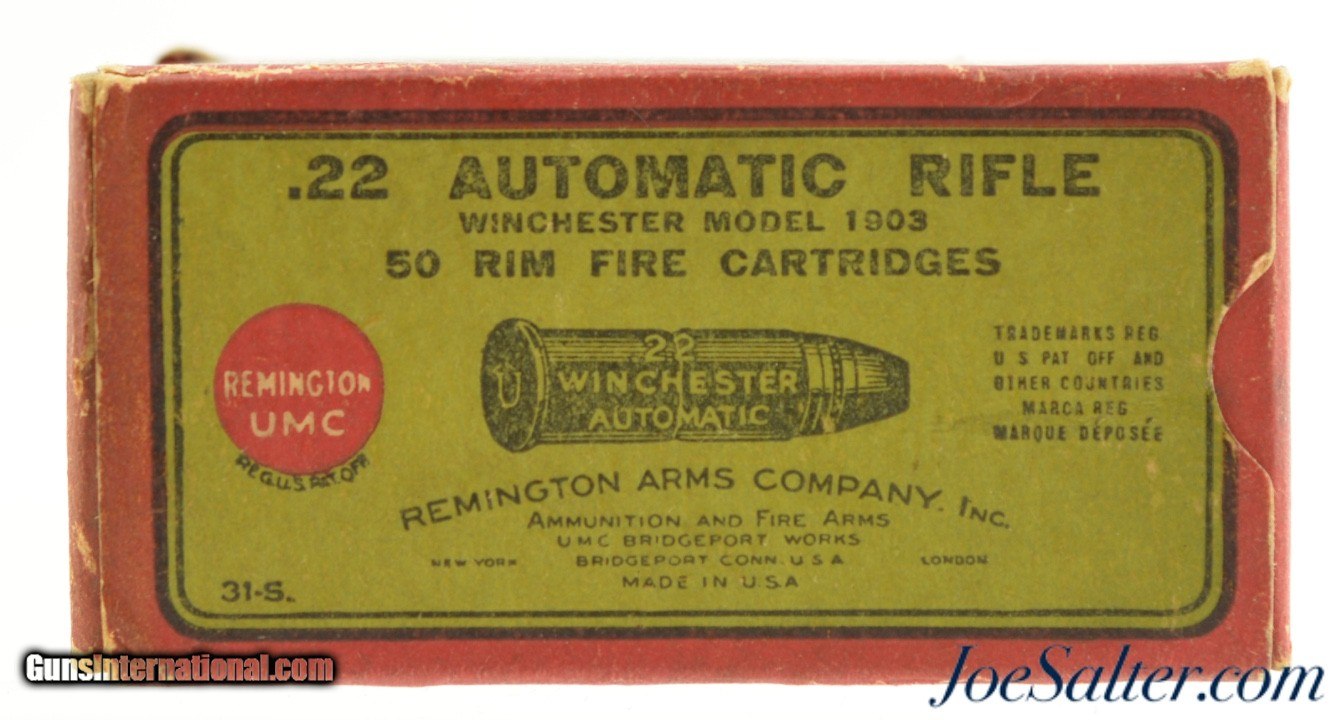 .22 AUTOMATIC RIFLE
WINCHESTER MODEL 1903
50 RIM FIRE CARTRIDGES
REMINGTON
UMC
REG. U.S. PAT. OFF.
U
22
WINCHESTER
AUTOMATIC
TRADEMARKS REG
U S PAT OFF AND
OTHER COUNTRIES
MARCA REG
MARQUE DÉPOSÉE
REMINGTON ARMS COMPANY, INC.
AMMUNITION AND FIRE ARMS
UMC BRIDGEPORT WORKS
NEW YORK BRIDGEPORT CONN. U.S.A LONDON
MADE IN U.S.A
31-S.
GunsInternational.com
JoeSalter.com